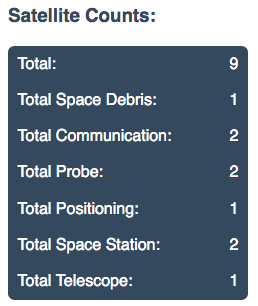 Satellite Counts:
Total: 9
Total Space Debris: 1
Total Communication: 2
Total Probe: 2
Total Positioning: 1
Total Space Station: 2
Total Telescope: 1